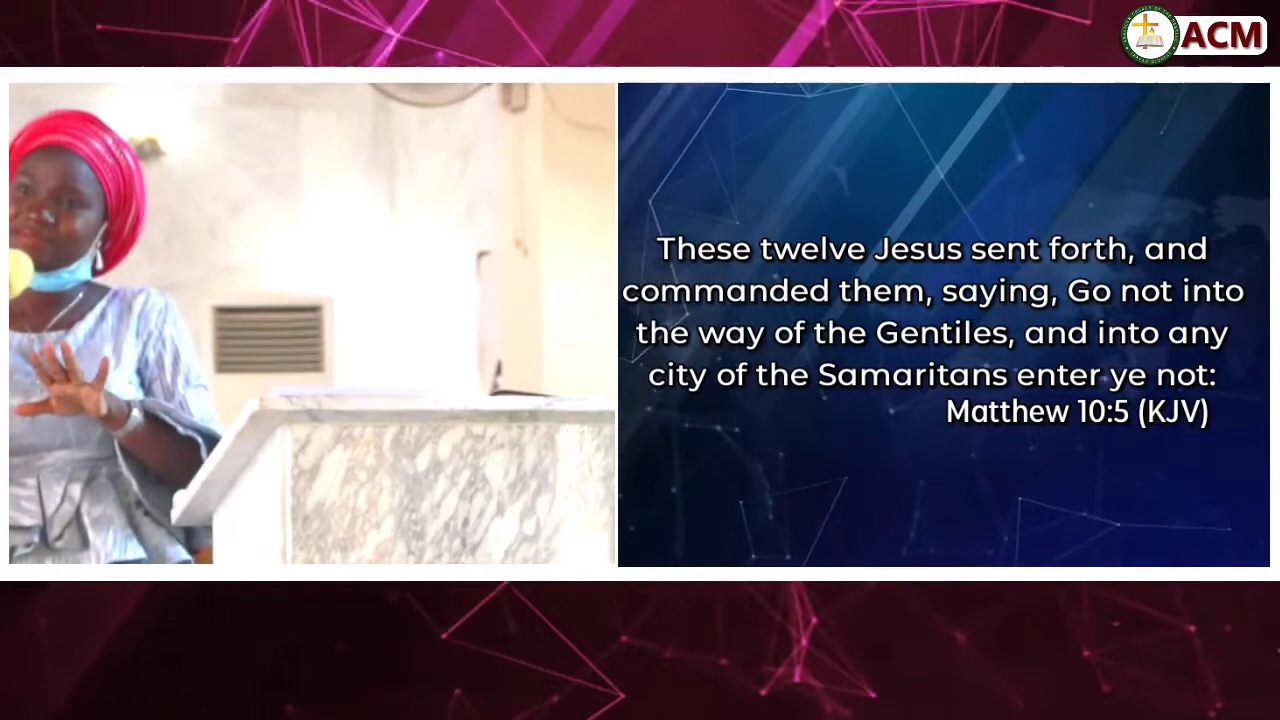 ACM
These twelve Jesus sent forth, and
commanded them, saying, Go not into
the way of the Gentiles, and into any
city of the Samaritans enter ye not:
Matthew 10:5 (KJV)